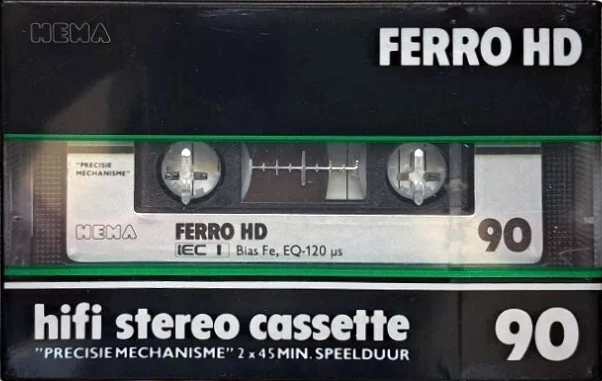 HEMA
FERRO HD
"PRECISIE
MECHANISME"
HEMA
FERRO HD
90
IEC I Bias Fe, EQ-120 µs
hifi stereo cassette
90
"PRECISIE MECHANISME" 2 x 45 MIN. SPEELDUUR